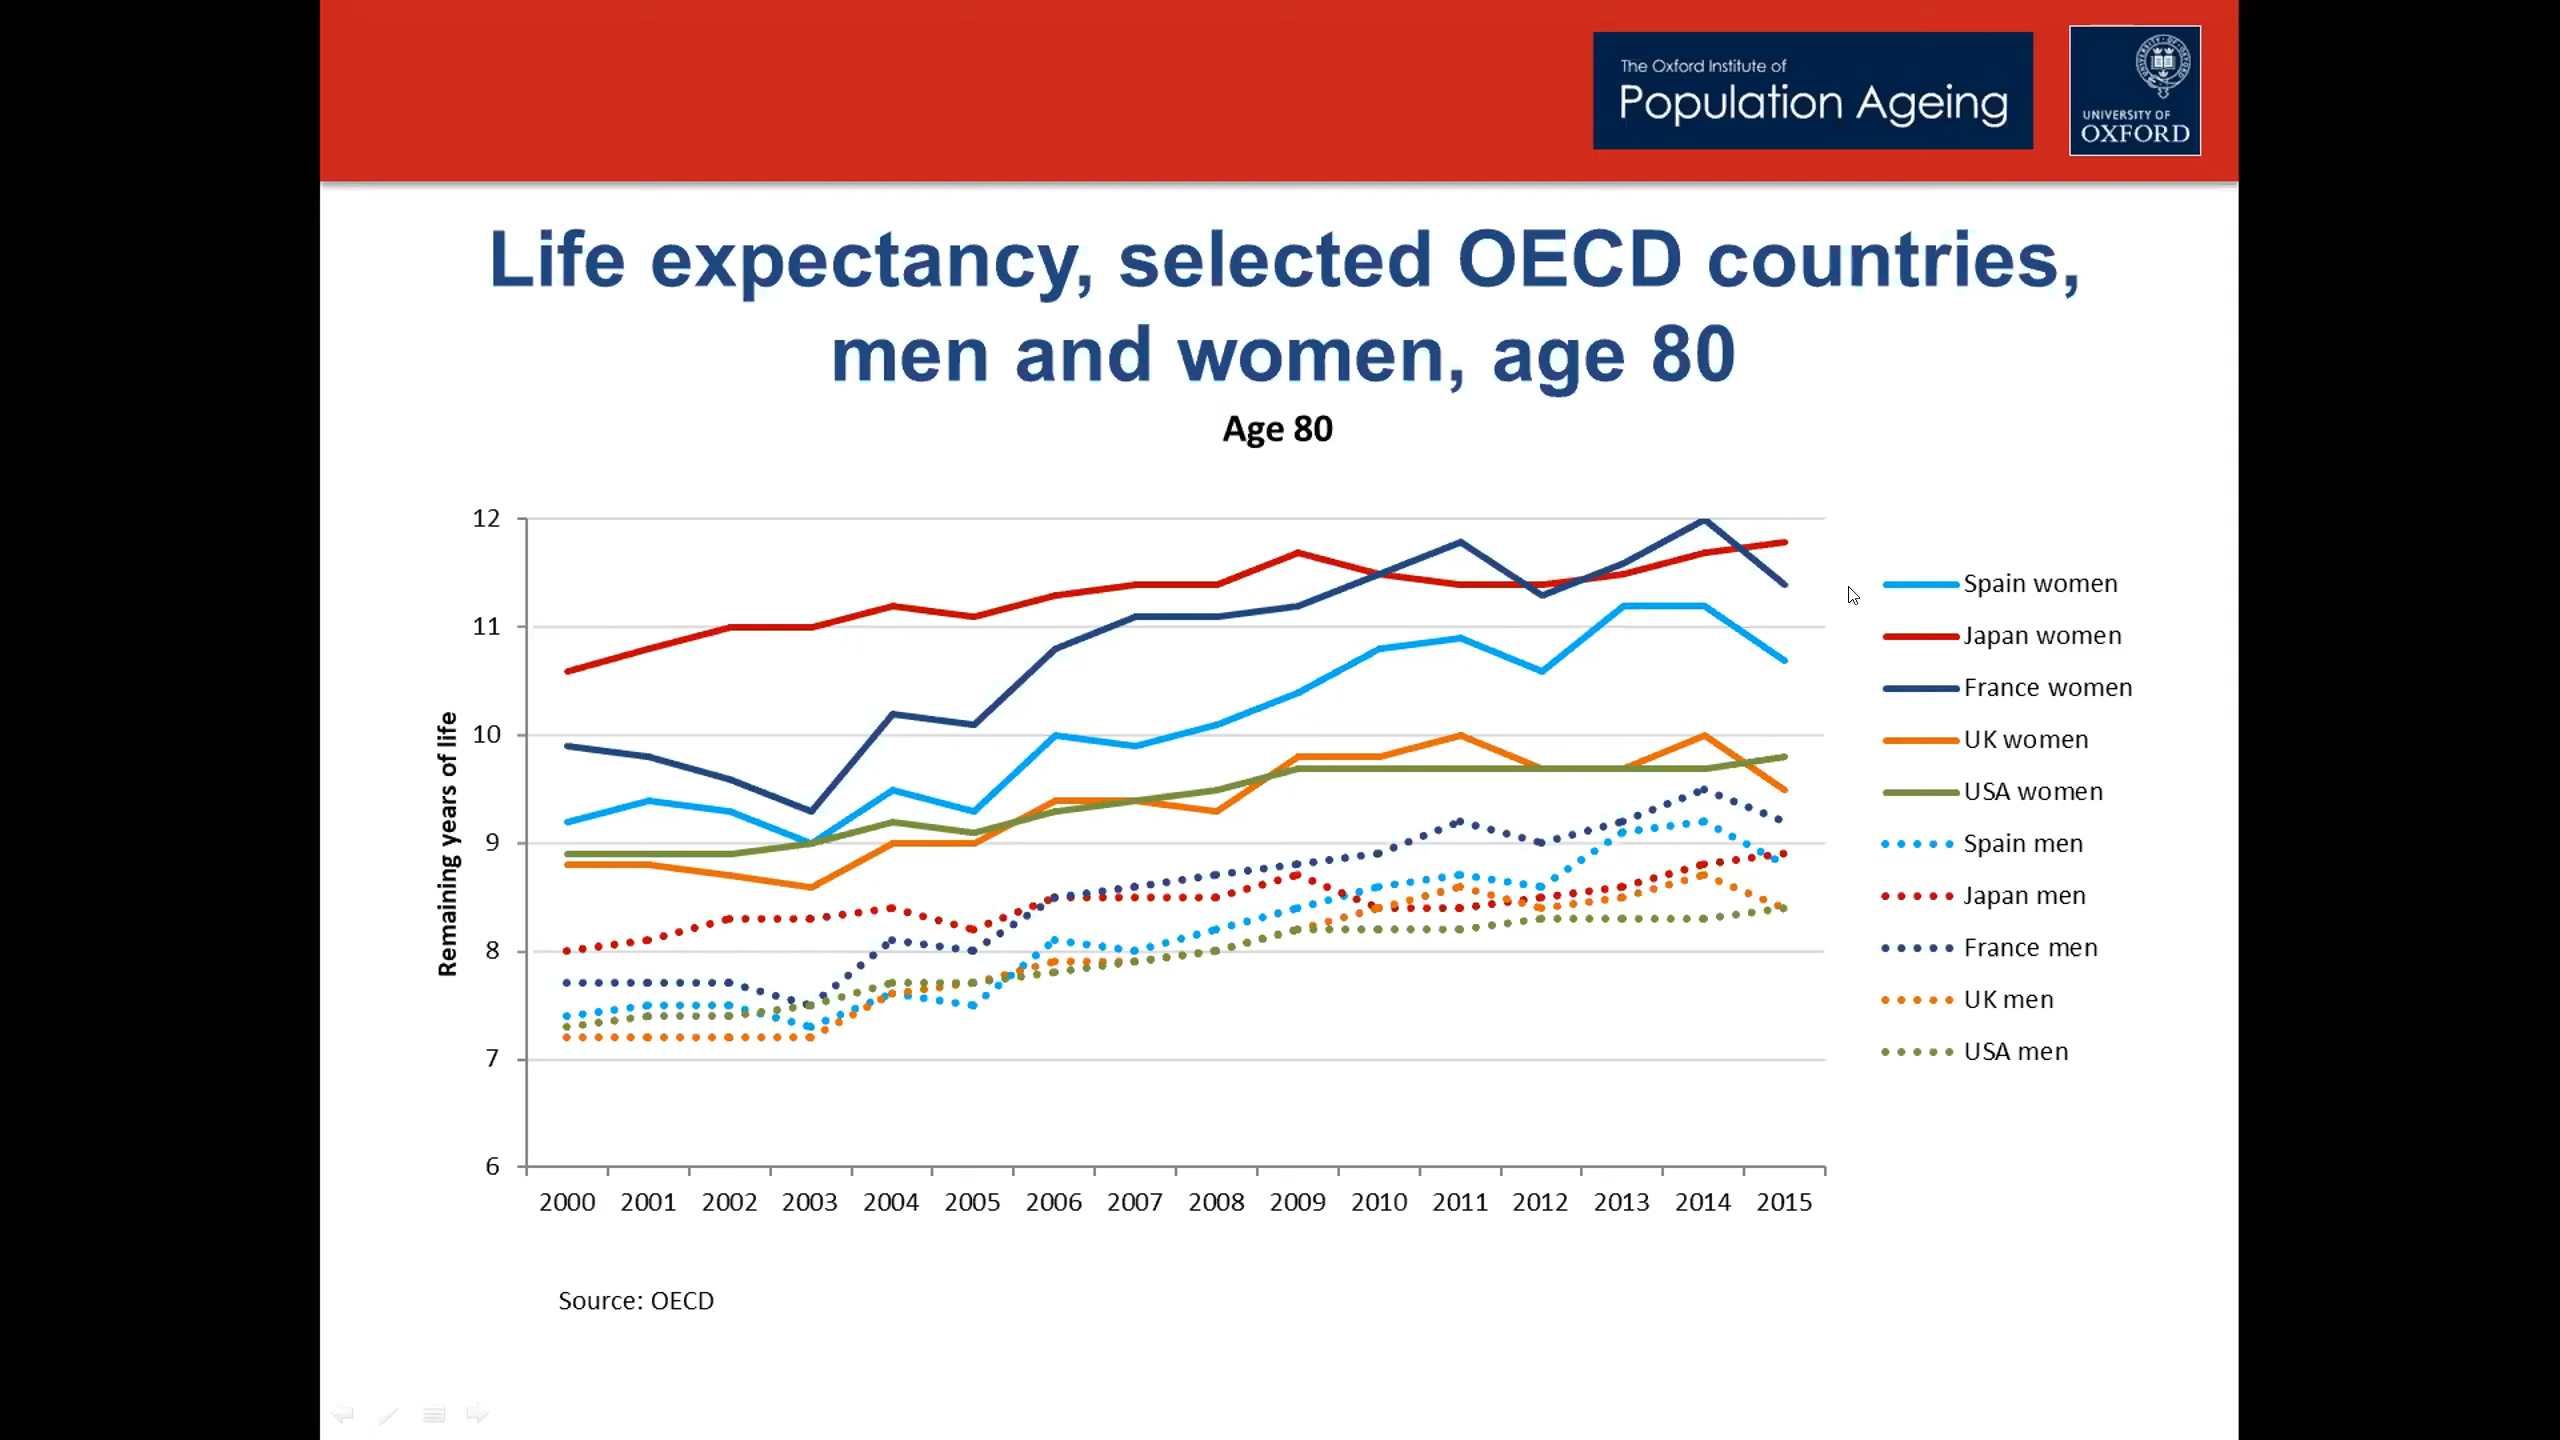 The Oxford Institute of
Population Ageing
UNIVERSITY OF
OXFORD
Life expectancy, selected OECD countries,
men and women, age 80
Age 80
Remaining years of life
12
11
10
9
8
7
6
2000 2001 2002 2003 2004 2005 2006 2007 2008 2009 2010 2011 2012 2013 2014 2015
Spain women
Japan women
France women
UK women
USA women
Spain men
Japan men
France men
UK men
USA men
Source: OECD